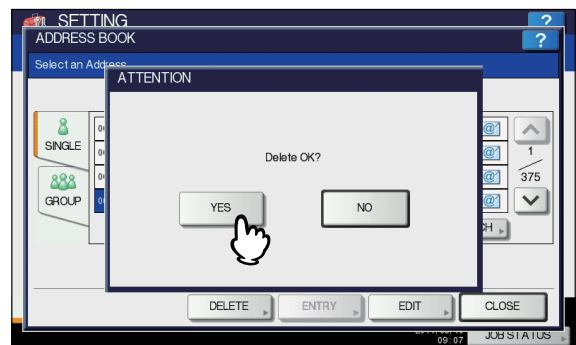 SETTING
?
ADDRESS BOOK
?
Select an Address
ATTENTION
SINGLE
GROUP
Delete OK?
YES
NO
1
375
DELETE
ENTRY
EDIT
CLOSE
09:07
JOB STATUS